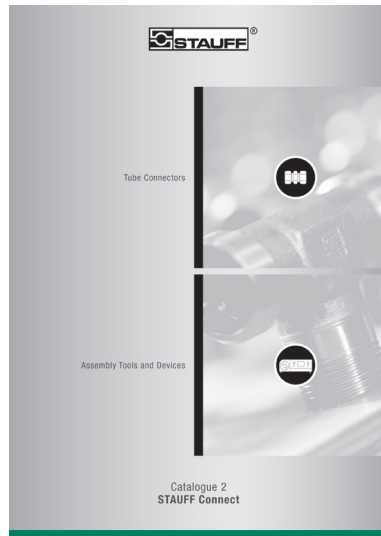 STAUFF®
Tube Connectors
Assembly Tools and Devices
Catalogue 2
STAUFF Connect